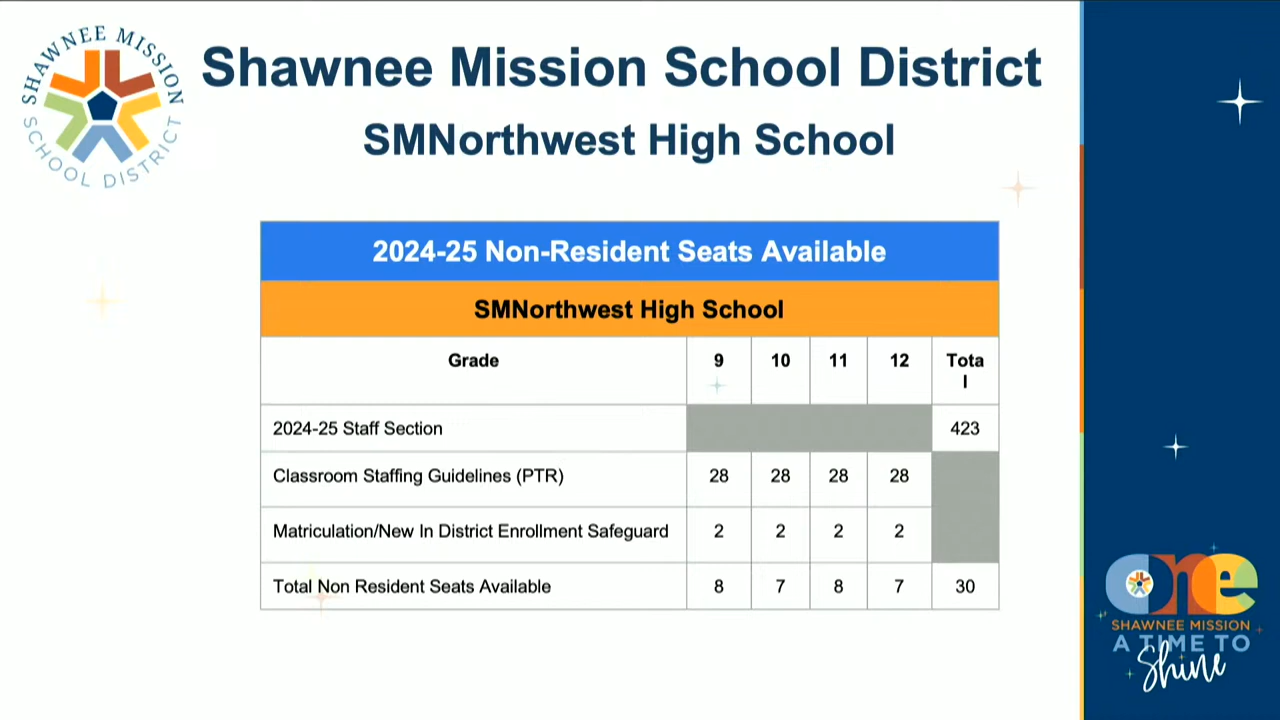 SHAWNEE MISSION
SCHOOL DISTRICT
Shawnee Mission School District
SMNorthwest High School
2024-25 Non-Resident Seats Available
SMNorthwest High School
Grade 9 10 11 12 Tota
l
2024-25 Staff Section 423
Classroom Staffing Guidelines (PTR) 28 28 28 28
Matriculation/New In District Enrollment Safeguard 2 2 2 2
Total Non Resident Seats Available 8 7 8 7 30
one
SHAWNEE MISSION
A TIME TO
Shine